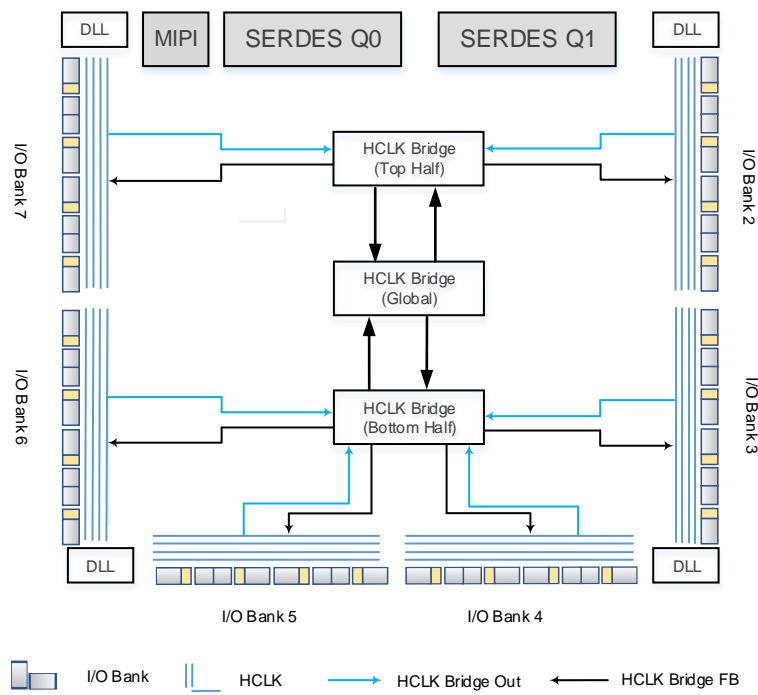 DLL
MIPI
SERDES Q0
SERDES Q1
DLL
I/O Bank 7
HCLK Bridge
(Top Half)
I/O Bank 2
HCLK Bridge
(Global)
I/O Bank 6
HCLK Bridge
(Bottom Half)
I/O Bank 3
DLL
DLL
I/O Bank 5
I/O Bank 4
I/O Bank
HCLK
HCLK Bridge Out
HCLK Bridge FB